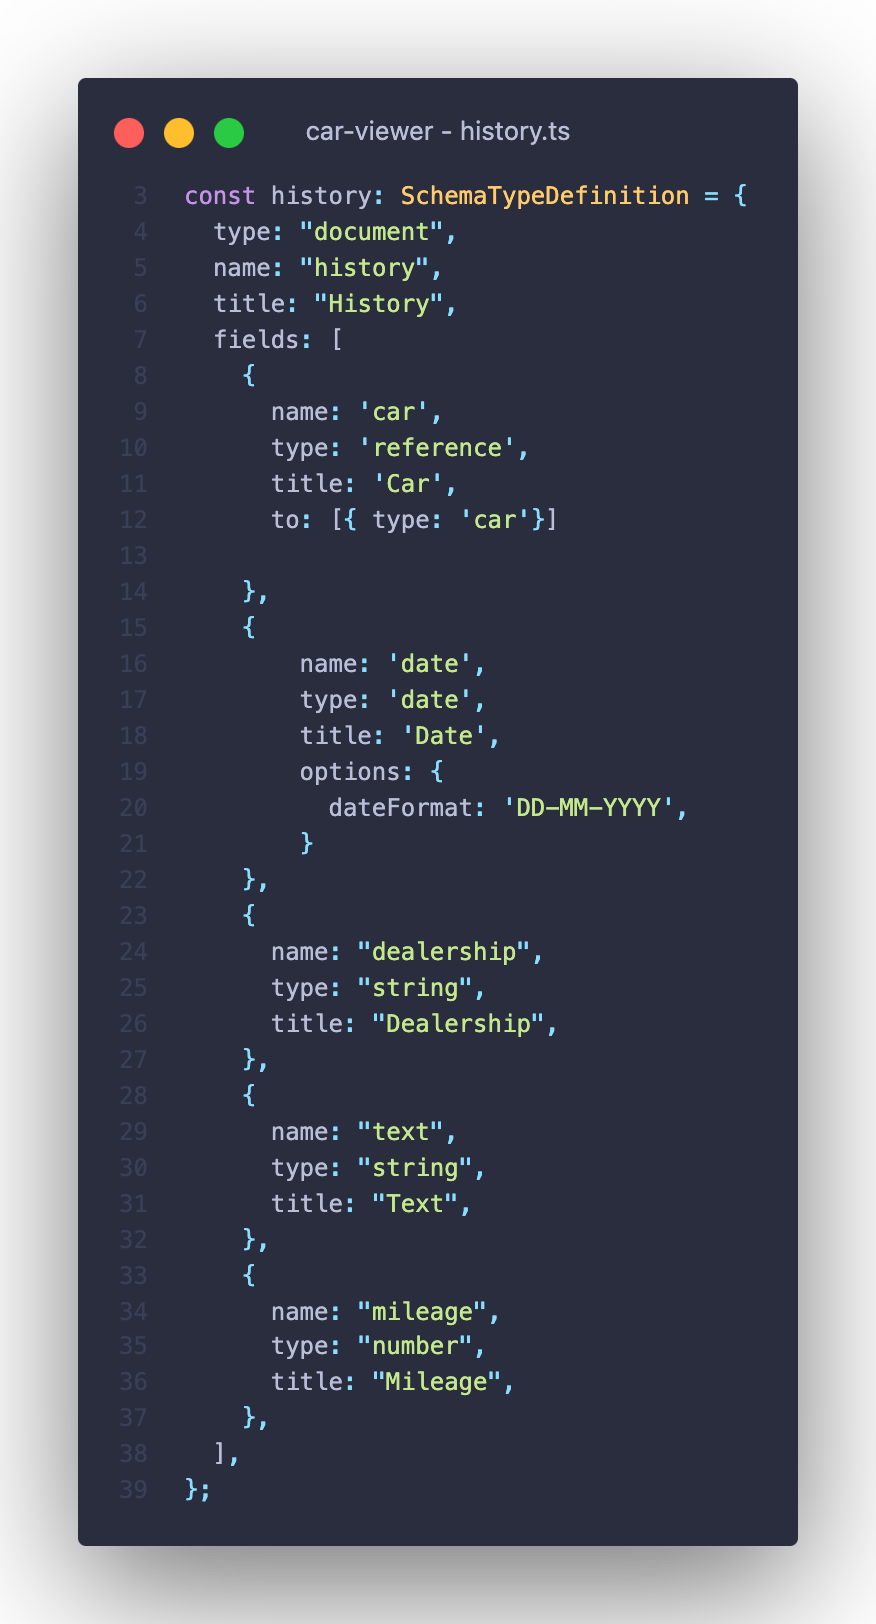 car-viewer - history.ts
3 const history: SchemaTypeDefinition = {
4 type: "document",
5 name: "history",
6 title: "History",
7 fields: [
8 {
9 name: 'car',
10 type: 'reference',
11 title: 'Car',
12 to: [{ type: 'car'}]
13
14 },
15 {
16 name: 'date',
17 type: 'date',
18 title: 'Date',
19 options: {
20 dateFormat: 'DD-MM-YYYY',
21 }
22 },
23 {
24 name: "dealership",
25 type: "string",
26 title: "Dealership",
27 },
28 {
29 name: "text",
30 type: "string",
31 title: "Text",
32 },
33 {
34 name: "mileage",
35 type: "number",
36 title: "Mileage",
37 },
38 ],
39 };